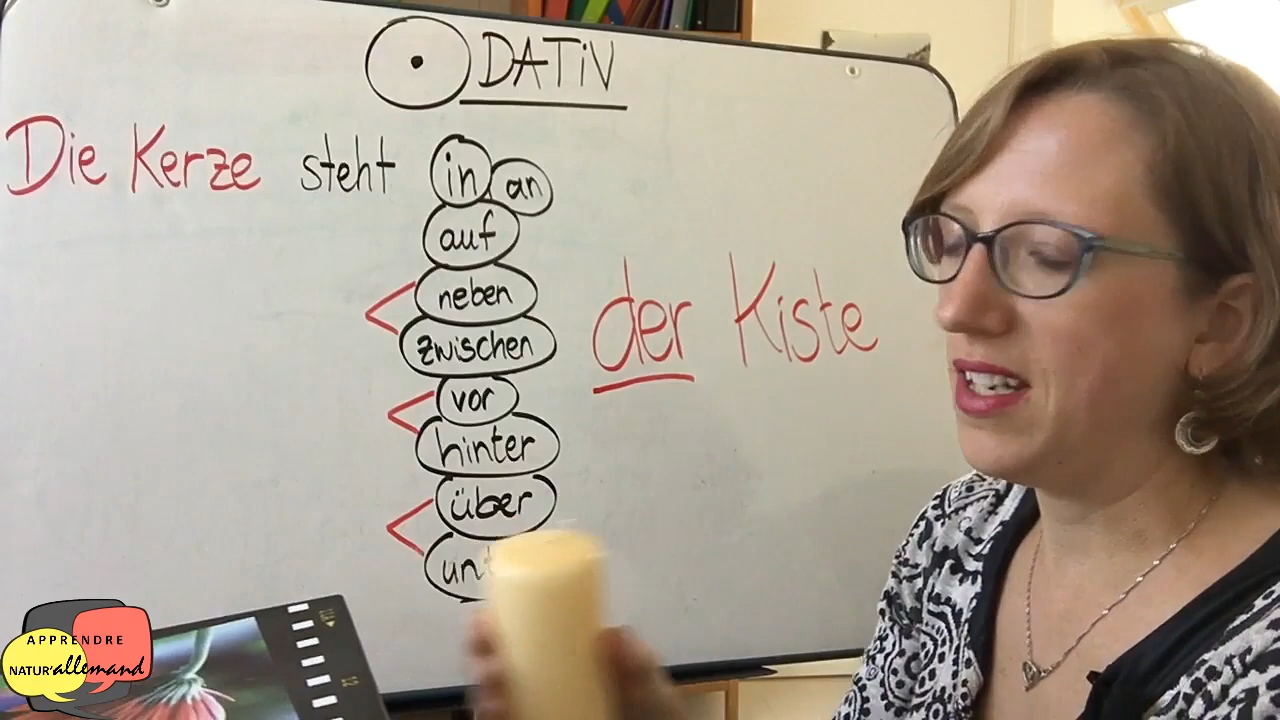 DATiV
Die Kerze steht in an
auf
neben
zwischen
der Kiste
vor
hinter
über
APPRENDRE
NATUR'allemand